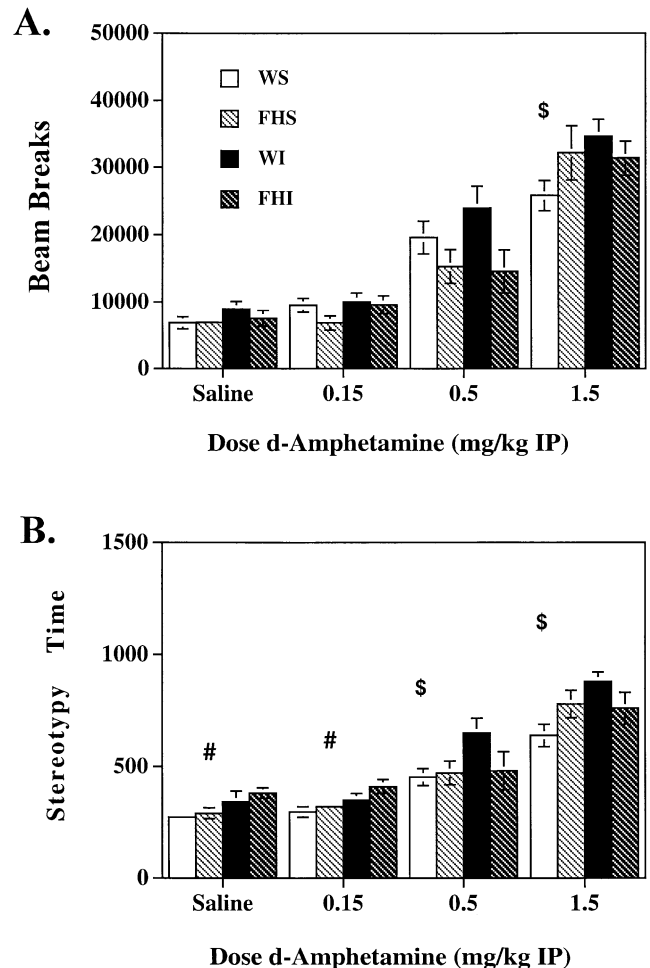 A.
50000
40000
30000
20000
10000
0
Beam Breaks
WS
FHS
WI
FHI
$
Saline 0.15 0.5 1.5
Dose d-Amphetamine (mg/kg IP)
B.
1500
1000
500
0
Stereotypy Time
# # $ $
Saline 0.15 0.5 1.5
Dose d-Amphetamine (mg/kg IP)